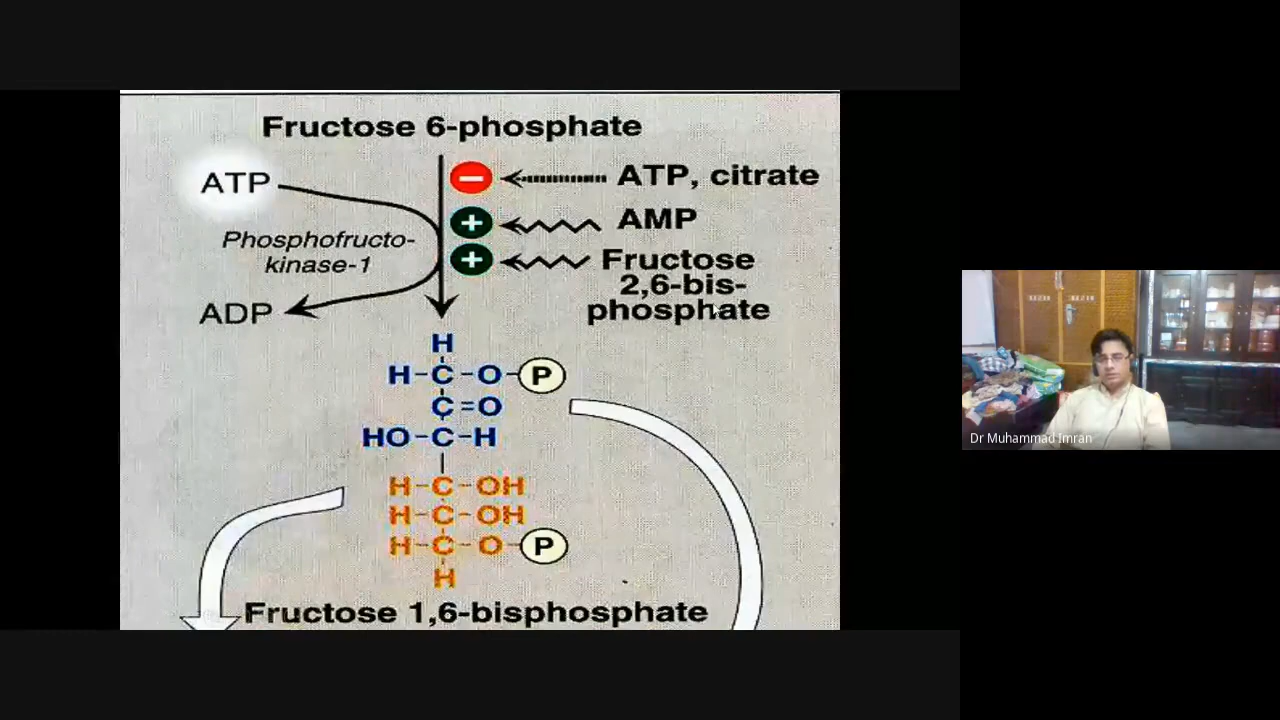 Fructose 6-phosphate
ATP
ATP, citrate
AMP
Phosphofructo-
kinase-1
Fructose
2,6-bis-
phosphate
ADP
H
H-C-O-P
C=O
HO-C-H
H-C-OH
H-C-OH
H-C-O-P
H
Fructose 1,6-bisphosphate
Dr Muhammad Imran